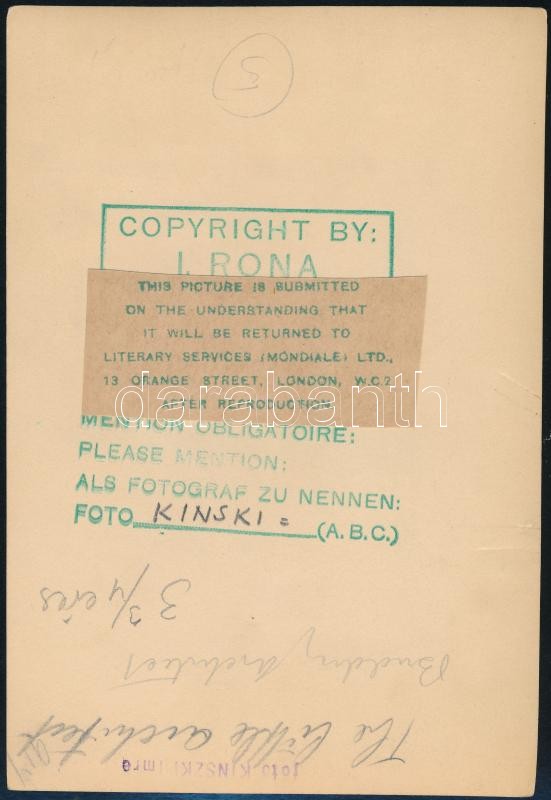 5
COPYRIGHT BY:
I. RONA
THIS PICTURE IS SUBMITTED
ON THE UNDERSTANDING THAT
IT WILL BE RETURNED TO
LITERARY SERVICES (MONDIALE) LTD.,
13 ORANGE STREET, LONDON, W.C.2
AFTER REPRODUCTION.
darabanth
MENTION OBLIGATOIRE:
PLEASE MENTION:
ALS FOTOGRAF ZU NENNEN:
FOTO KINSKI = (A.B.C.)
3 3/4
Budding Architect
The little architect
foto KINSZKI Imre